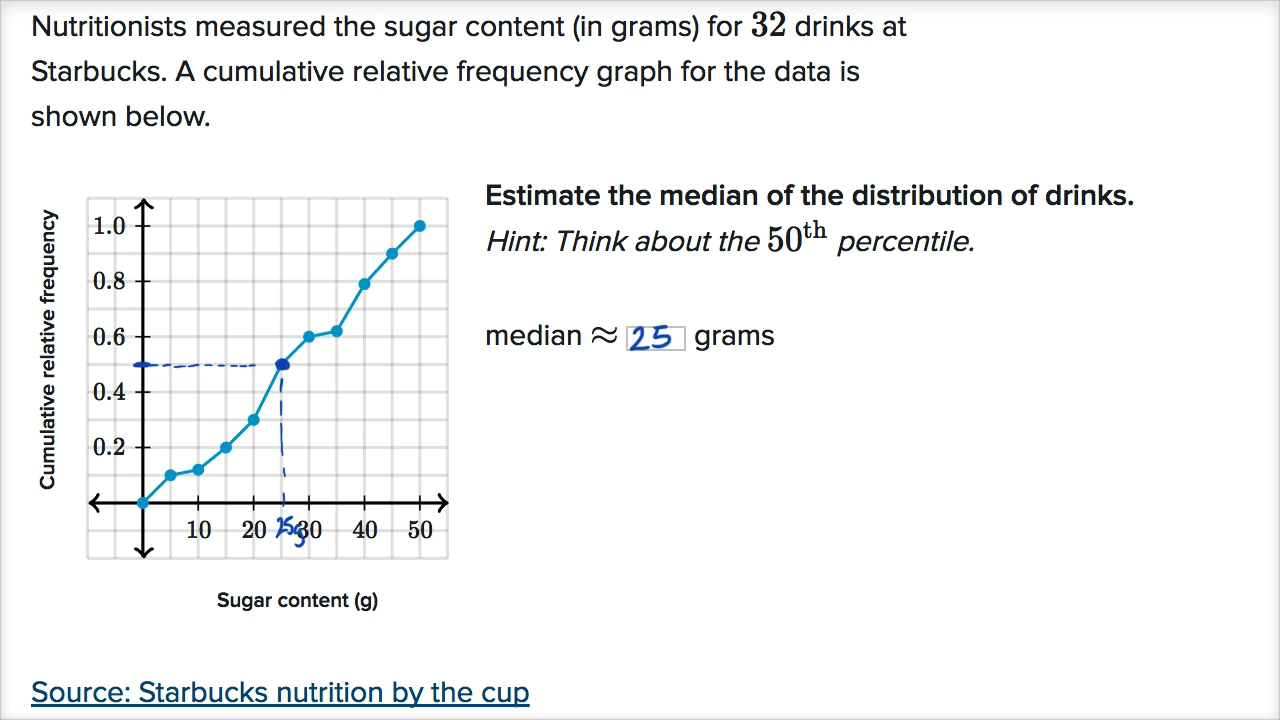 Nutritionists measured the sugar content (in grams) for 32 drinks at
Starbucks. A cumulative relative frequency graph for the data is
shown below.
Estimate the median of the distribution of drinks.
Hint: Think about the 50th percentile.
median ≈ 25 grams
Cumulative relative frequency
1.0
0.8
0.6
0.4
0.2
10 20 25g 30 40 50
Sugar content (g)
Source: Starbucks nutrition by the cup